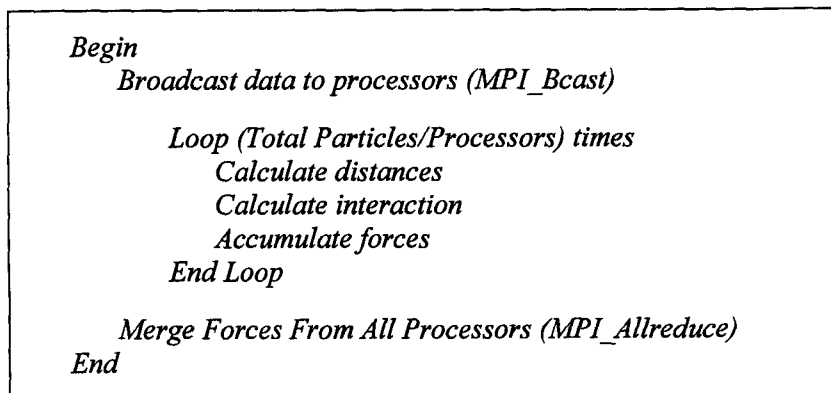 Begin
Broadcast data to processors (MPI_Bcast)
Loop (Total Particles/Processors) times
Calculate distances
Calculate interaction
Accumulate forces
End Loop
Merge Forces From All Processors (MPI_Allreduce)
End